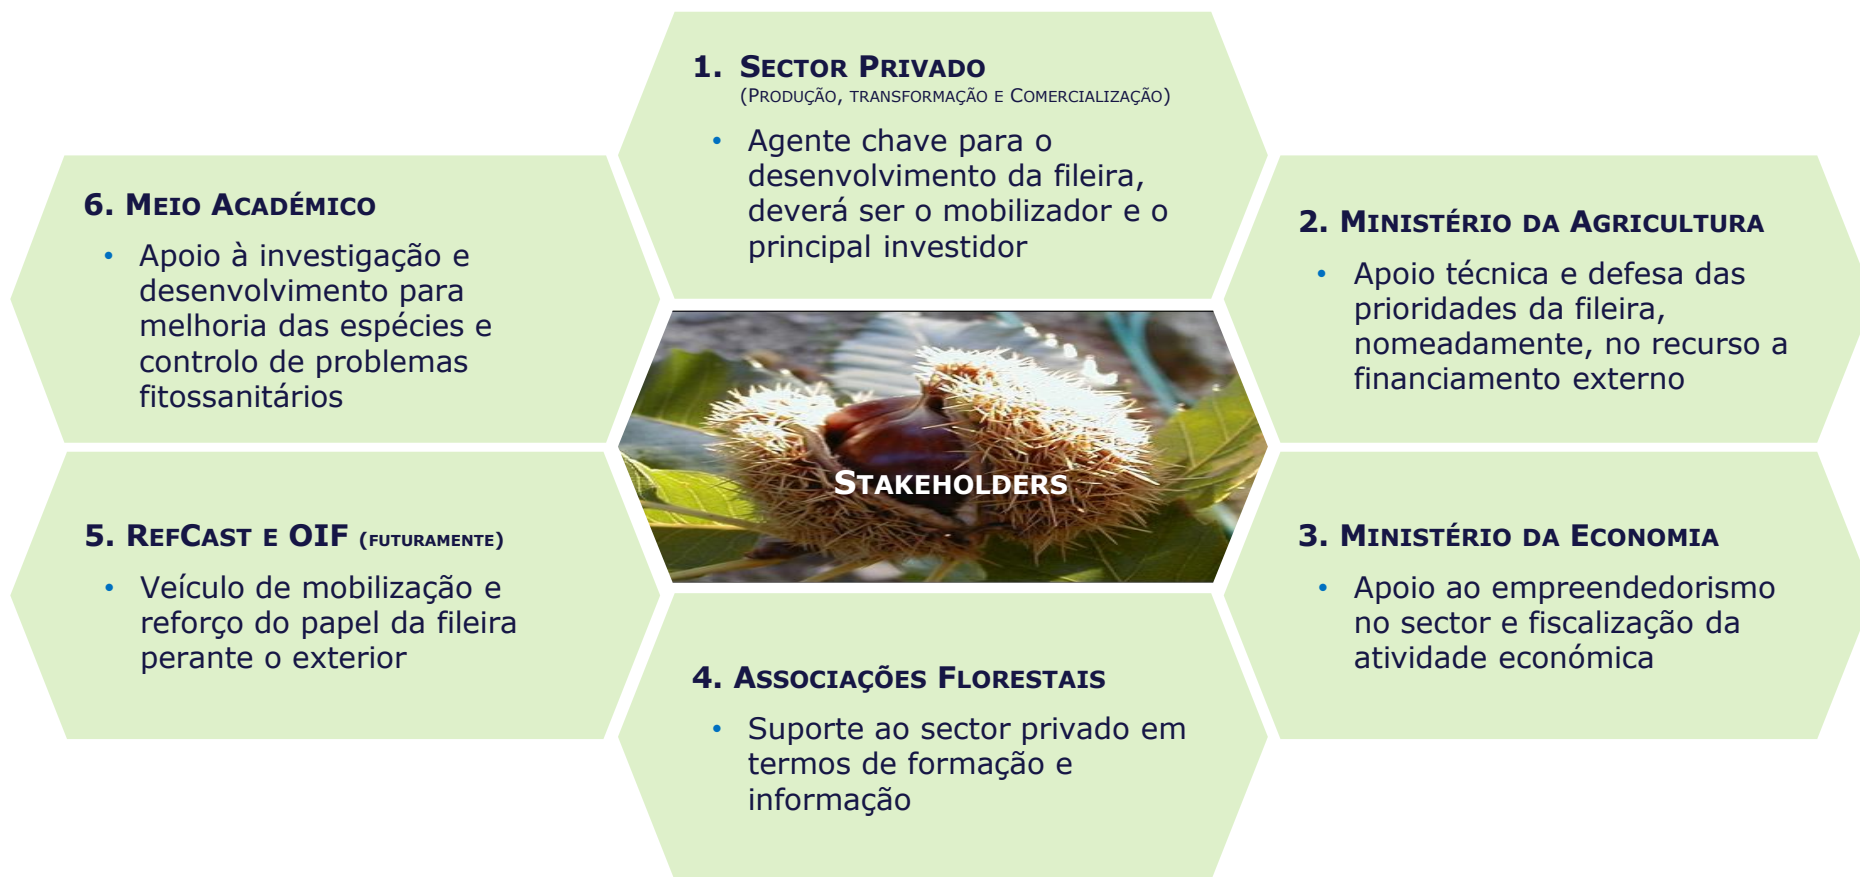 1. Sector Privado
(Produção, transformação e Comercialização)
• Agente chave para o
desenvolvimento da fileira,
deverá ser o mobilizador e o
principal investidor
2. Ministério da Agricultura
• Apoio técnica e defesa das
prioridades da fileira,
nomeadamente, no recurso a
financiamento externo
3. Ministério da Economia
• Apoio ao empreendedorismo
no sector e fiscalização da
atividade económica
4. Associações Florestais
• Suporte ao sector privado em
termos de formação e
informação
5. RefCast e OIF (futuramente)
• Veículo de mobilização e
reforço do papel da fileira
perante o exterior
6. Meio Académico
• Apoio à investigação e
desenvolvimento para
melhoria das espécies e
controlo de problemas
fitossanitários
Stakeholders